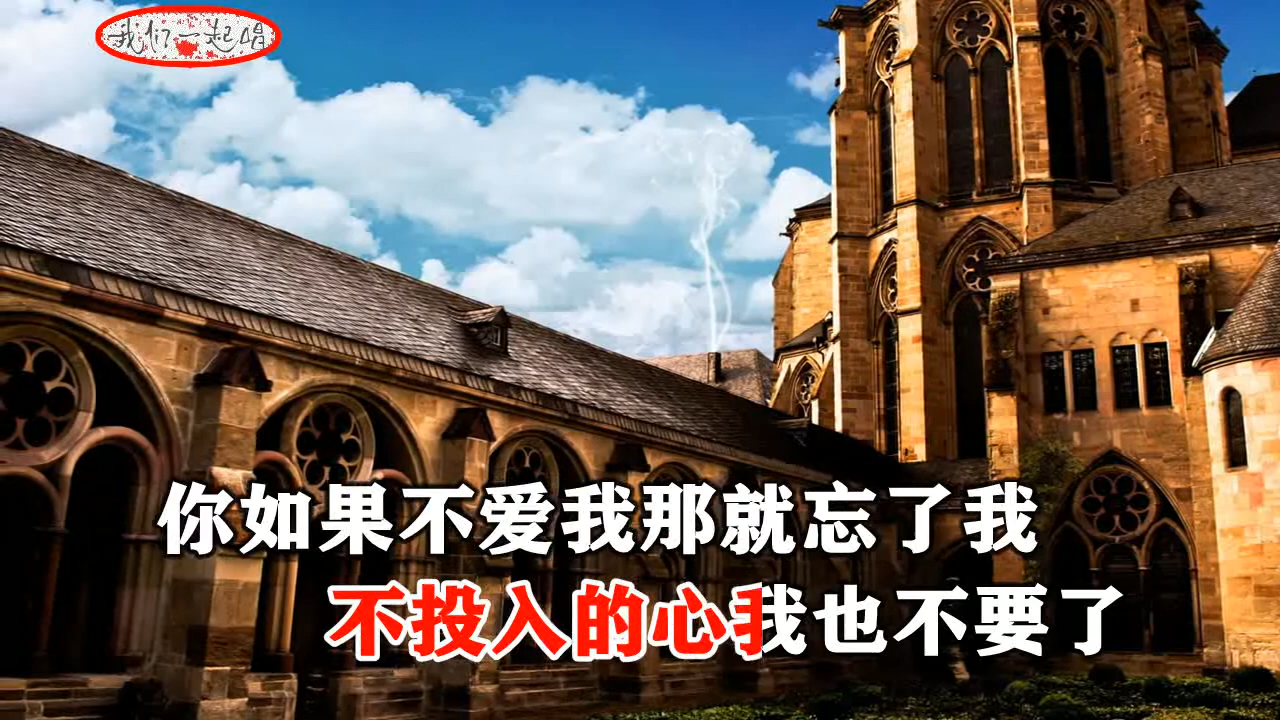 我们一起唱
你如果不爱我那就忘了我
不投入的心我也不要了